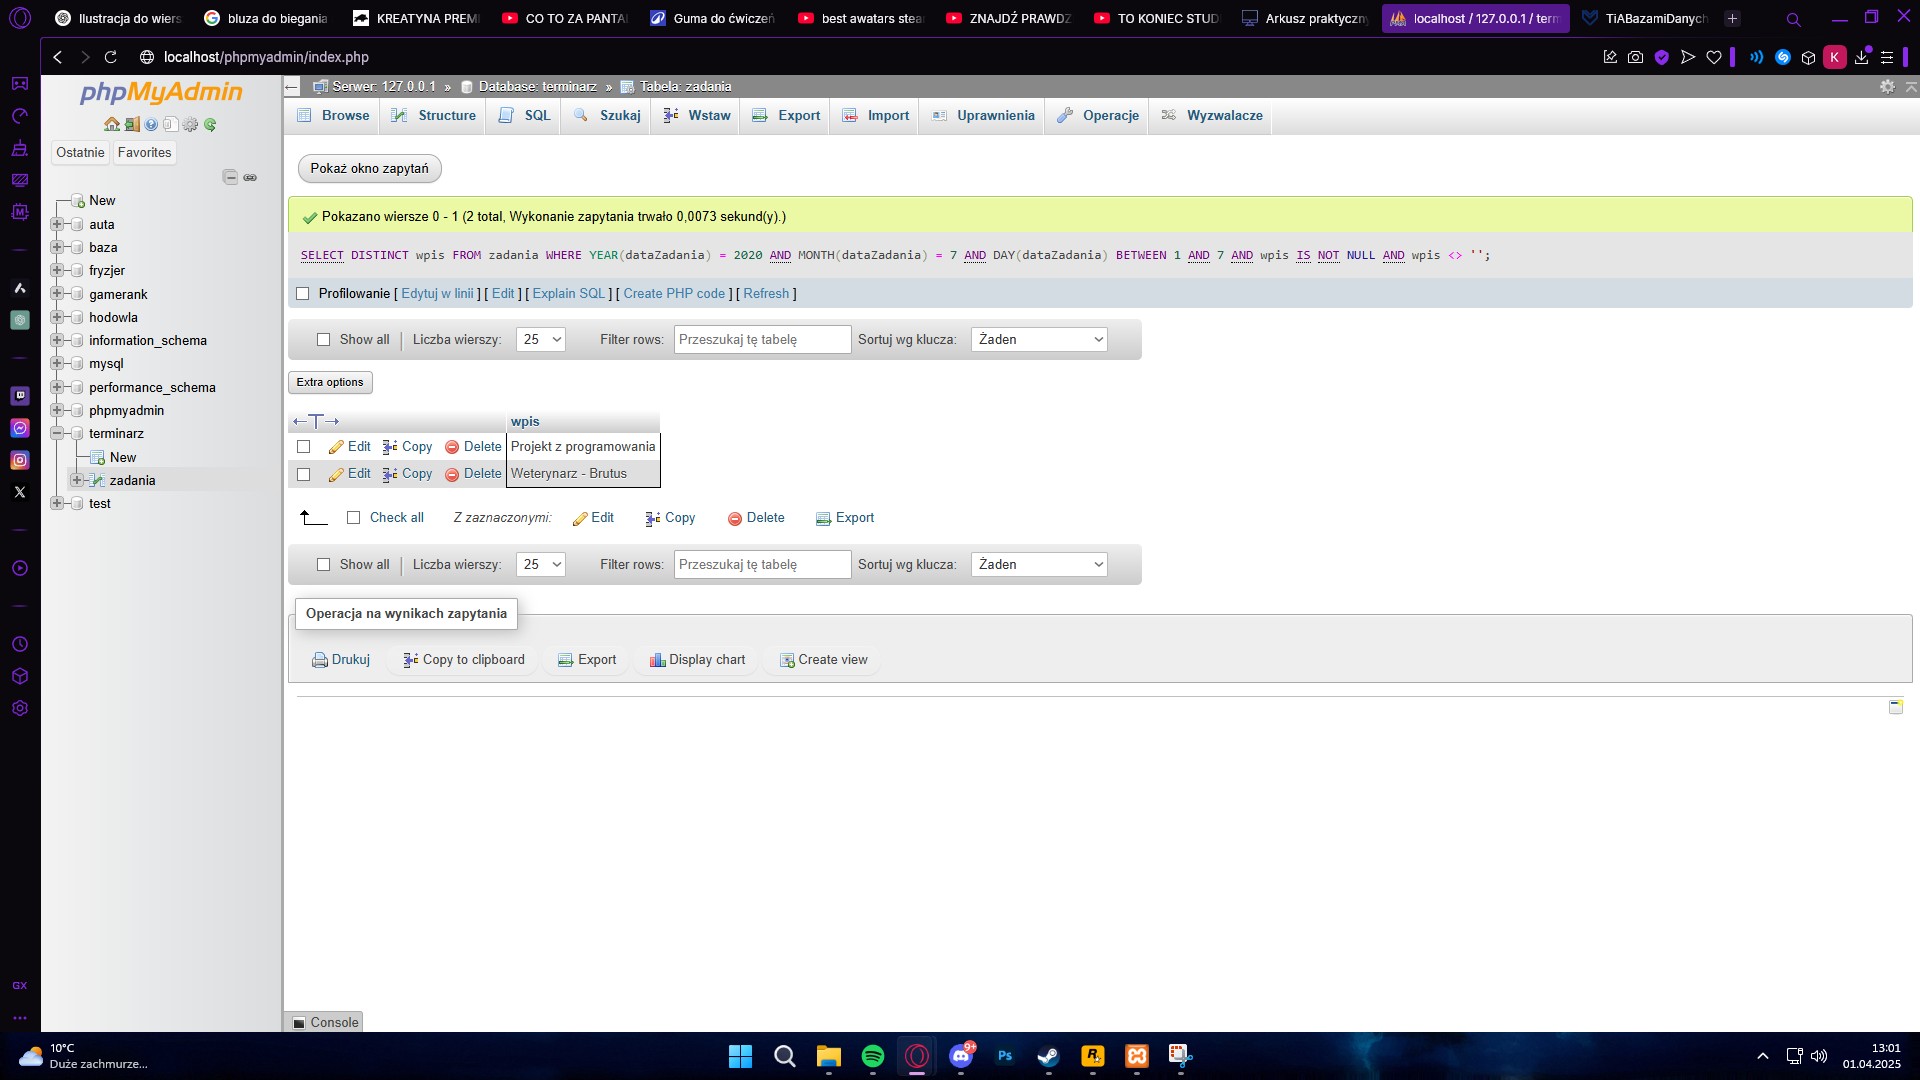 Ilustracja do wiers
bluza do biegania
KREATYNA PREMI
CO TO ZA PANTAL
Guma do ćwiczeń
best awatars stear
ZNAJDŹ PRAWDZ
TO KONIEC STUD
Arkusz praktyczny
localhost / 127.0.0.1 / term
TiABazamiDanych
localhost/phpmyadmin/index.php
K
phpMyAdmin
Ostatnie
Favorites
New
auta
baza
fryzjer
gamerank
hodowla
information_schema
mysql
performance_schema
phpmyadmin
terminarz
New
zadania
test
GX
Serwer: 127.0.0.1 » Database: terminarz » Tabela: zadania
Browse
Structure
SQL
Szukaj
Wstaw
Export
Import
Uprawnienia
Operacje
Wyzwalacze
Pokaż okno zapytań
Pokazano wiersze 0 - 1 (2 total, Wykonanie zapytania trwało 0,0073 sekund(y).)
SELECT DISTINCT wpis FROM zadania WHERE YEAR(dataZadania) = 2020 AND MONTH(dataZadania) = 7 AND DAY(dataZadania) BETWEEN 1 AND 7 AND wpis IS NOT NULL AND wpis <> '';
Profilowanie [ Edytuj w linii ] [ Edit ] [ Explain SQL ] [ Create PHP code ] [ Refresh ]
Show all | Liczba wierszy: 25 Filter rows: Przeszukaj tę tabelę Sortuj wg klucza: Żaden
Extra options
wpis
Edit Copy Delete Projekt z programowania
Edit Copy Delete Weterynarz - Brutus
Check all Z zaznaczonymi: Edit Copy Delete Export
Show all | Liczba wierszy: 25 Filter rows: Przeszukaj tę tabelę Sortuj wg klucza: Żaden
Operacja na wynikach zapytania
Drukuj Copy to clipboard Export Display chart Create view
Console
10°C
Duże zachmurze...
9+
Ps
R
13:01
01.04.2025